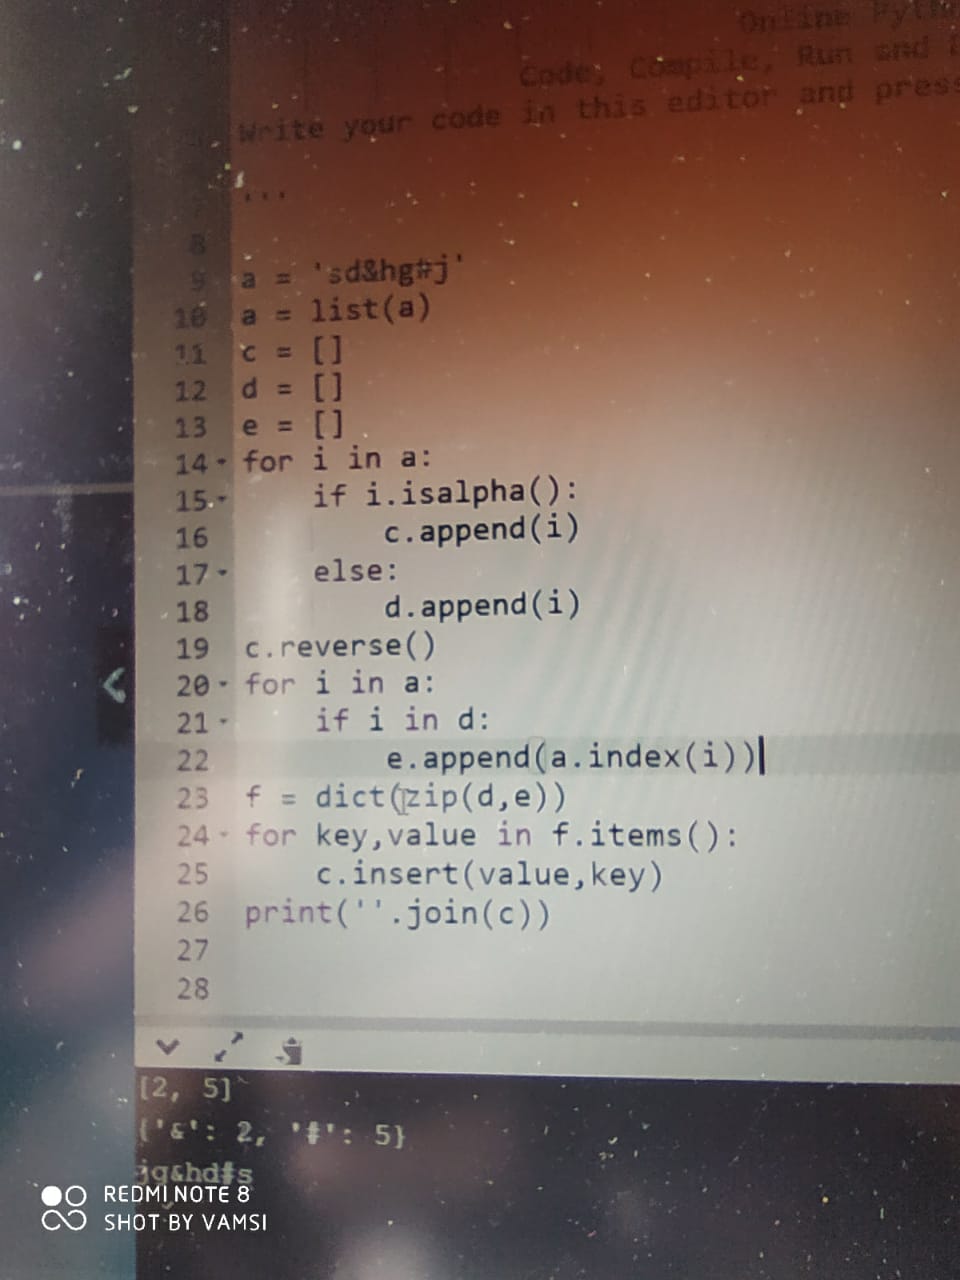 Online
Code, Compile, Run and
Write your code in this editor and press
'''
8
9 a = 'sd&hg#j'
10 a = list(a)
11 c = []
12 d = []
13 e = []
14 for i in a:
15 if i.isalpha():
16 c.append(i)
17 else:
18 d.append(i)
19 c.reverse()
20 for i in a:
21 if i in d:
22 e.append(a.index(i))
23 f = dict(zip(d,e))
24 for key,value in f.items():
25 c.insert(value,key)
26 print(''.join(c))
27
28
[2, 5]
{'&': 2, '#': 5}
jg&hd#s
REDMI NOTE 8
SHOT BY VAMSI